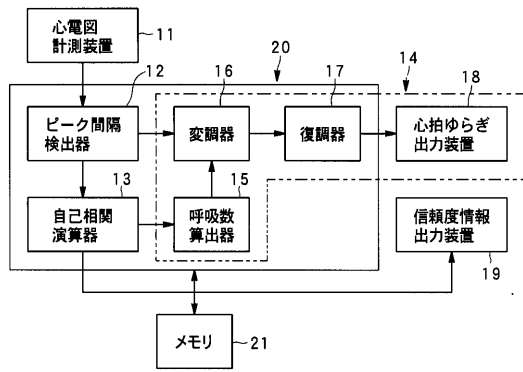 心電図
計測装置
11
20
12
16
17
14
18
ピーク間隔
検出器
変調器
復調器
心拍ゆらぎ
出力装置
13
15
自己相関
演算器
呼吸数
算出器
信頼度情報
出力装置
19
メモリ
21